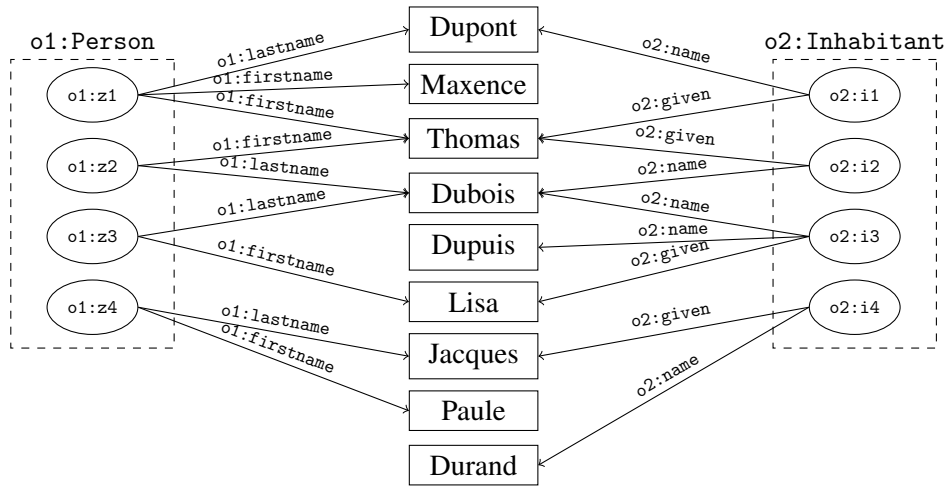 Dupont
o1:Person
o2:Inhabitant
o1:lastname
o2:name
o1:z1
o1:firstname
Maxence
o2:i1
o1:firstname
o2:given
o1:firstname
Thomas
o2:given
o1:z2
o1:lastname
o2:name
o2:i2
Dubois
o1:lastname
o2:name
o1:z3
o2:name
o2:i3
Dupuis
o1:firstname
o2:given
Lisa
o1:z4
o1:lastname
o2:given
o2:i4
o1:firstname
Jacques
o2:name
Paule
Durand